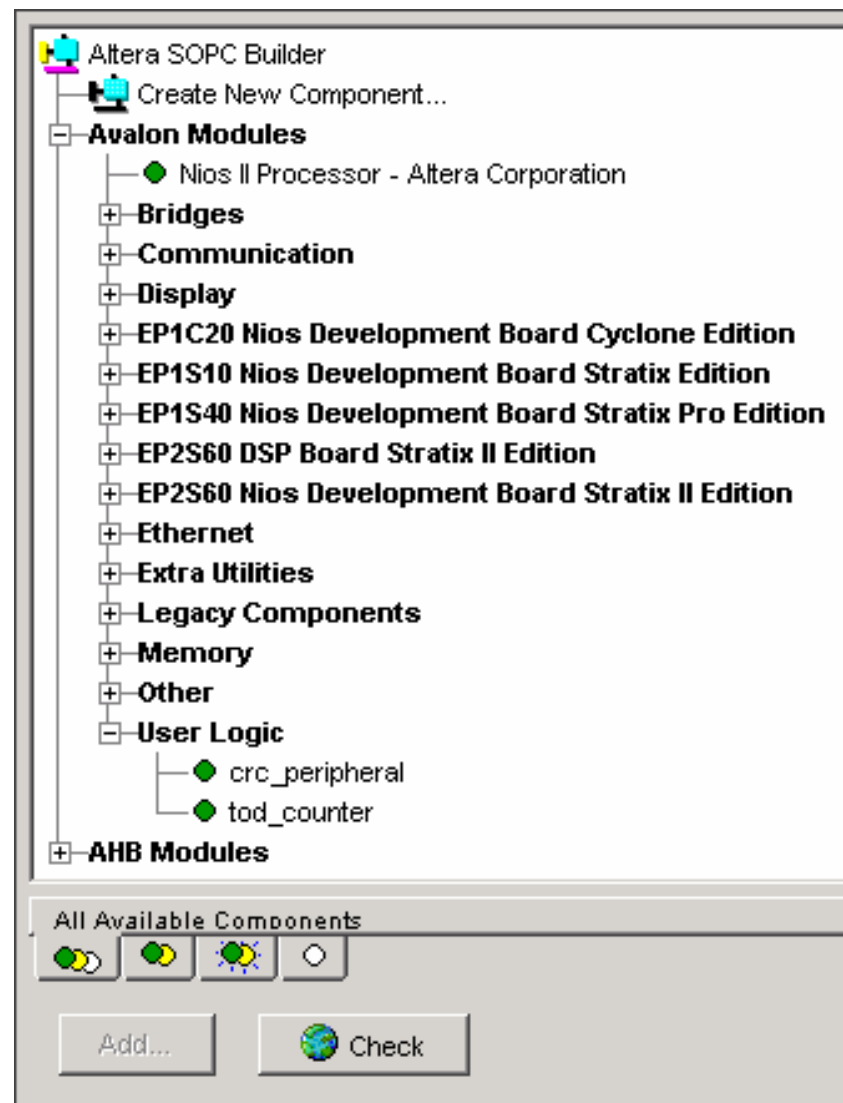 Altera SOPC Builder
Create New Component...
Avalon Modules
Nios II Processor - Altera Corporation
Bridges
Communication
Display
EP1C20 Nios Development Board Cyclone Edition
EP1S10 Nios Development Board Stratix Edition
EP1S40 Nios Development Board Stratix Pro Edition
EP2S60 DSP Board Stratix II Edition
EP2S60 Nios Development Board Stratix II Edition
Ethernet
Extra Utilities
Legacy Components
Memory
Other
User Logic
crc_peripheral
tod_counter
AHB Modules
All Available Components
Add... Check